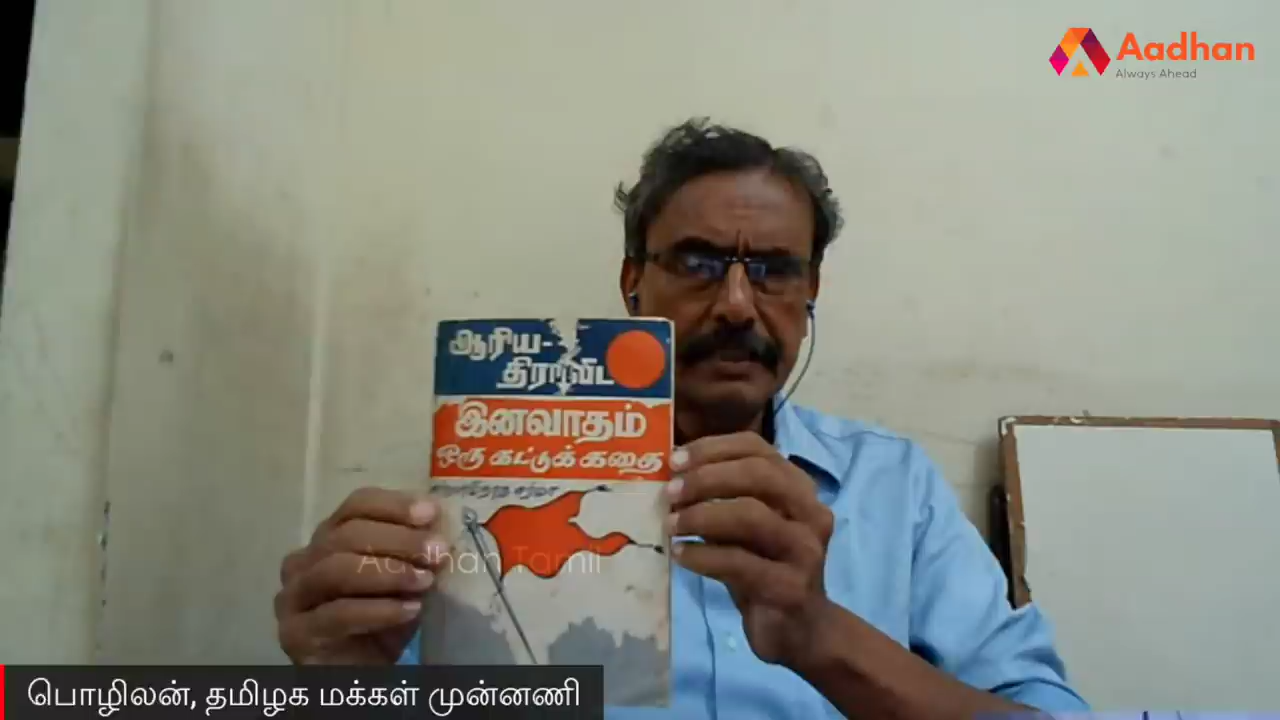 Aadhan
Always Ahead
ஆரிய-
திராவிட
இனவாதம்
ஒரு கட்டுக்கதை
Aadhan Tamil
பொழிலன், தமிழக மக்கள் முன்னணி